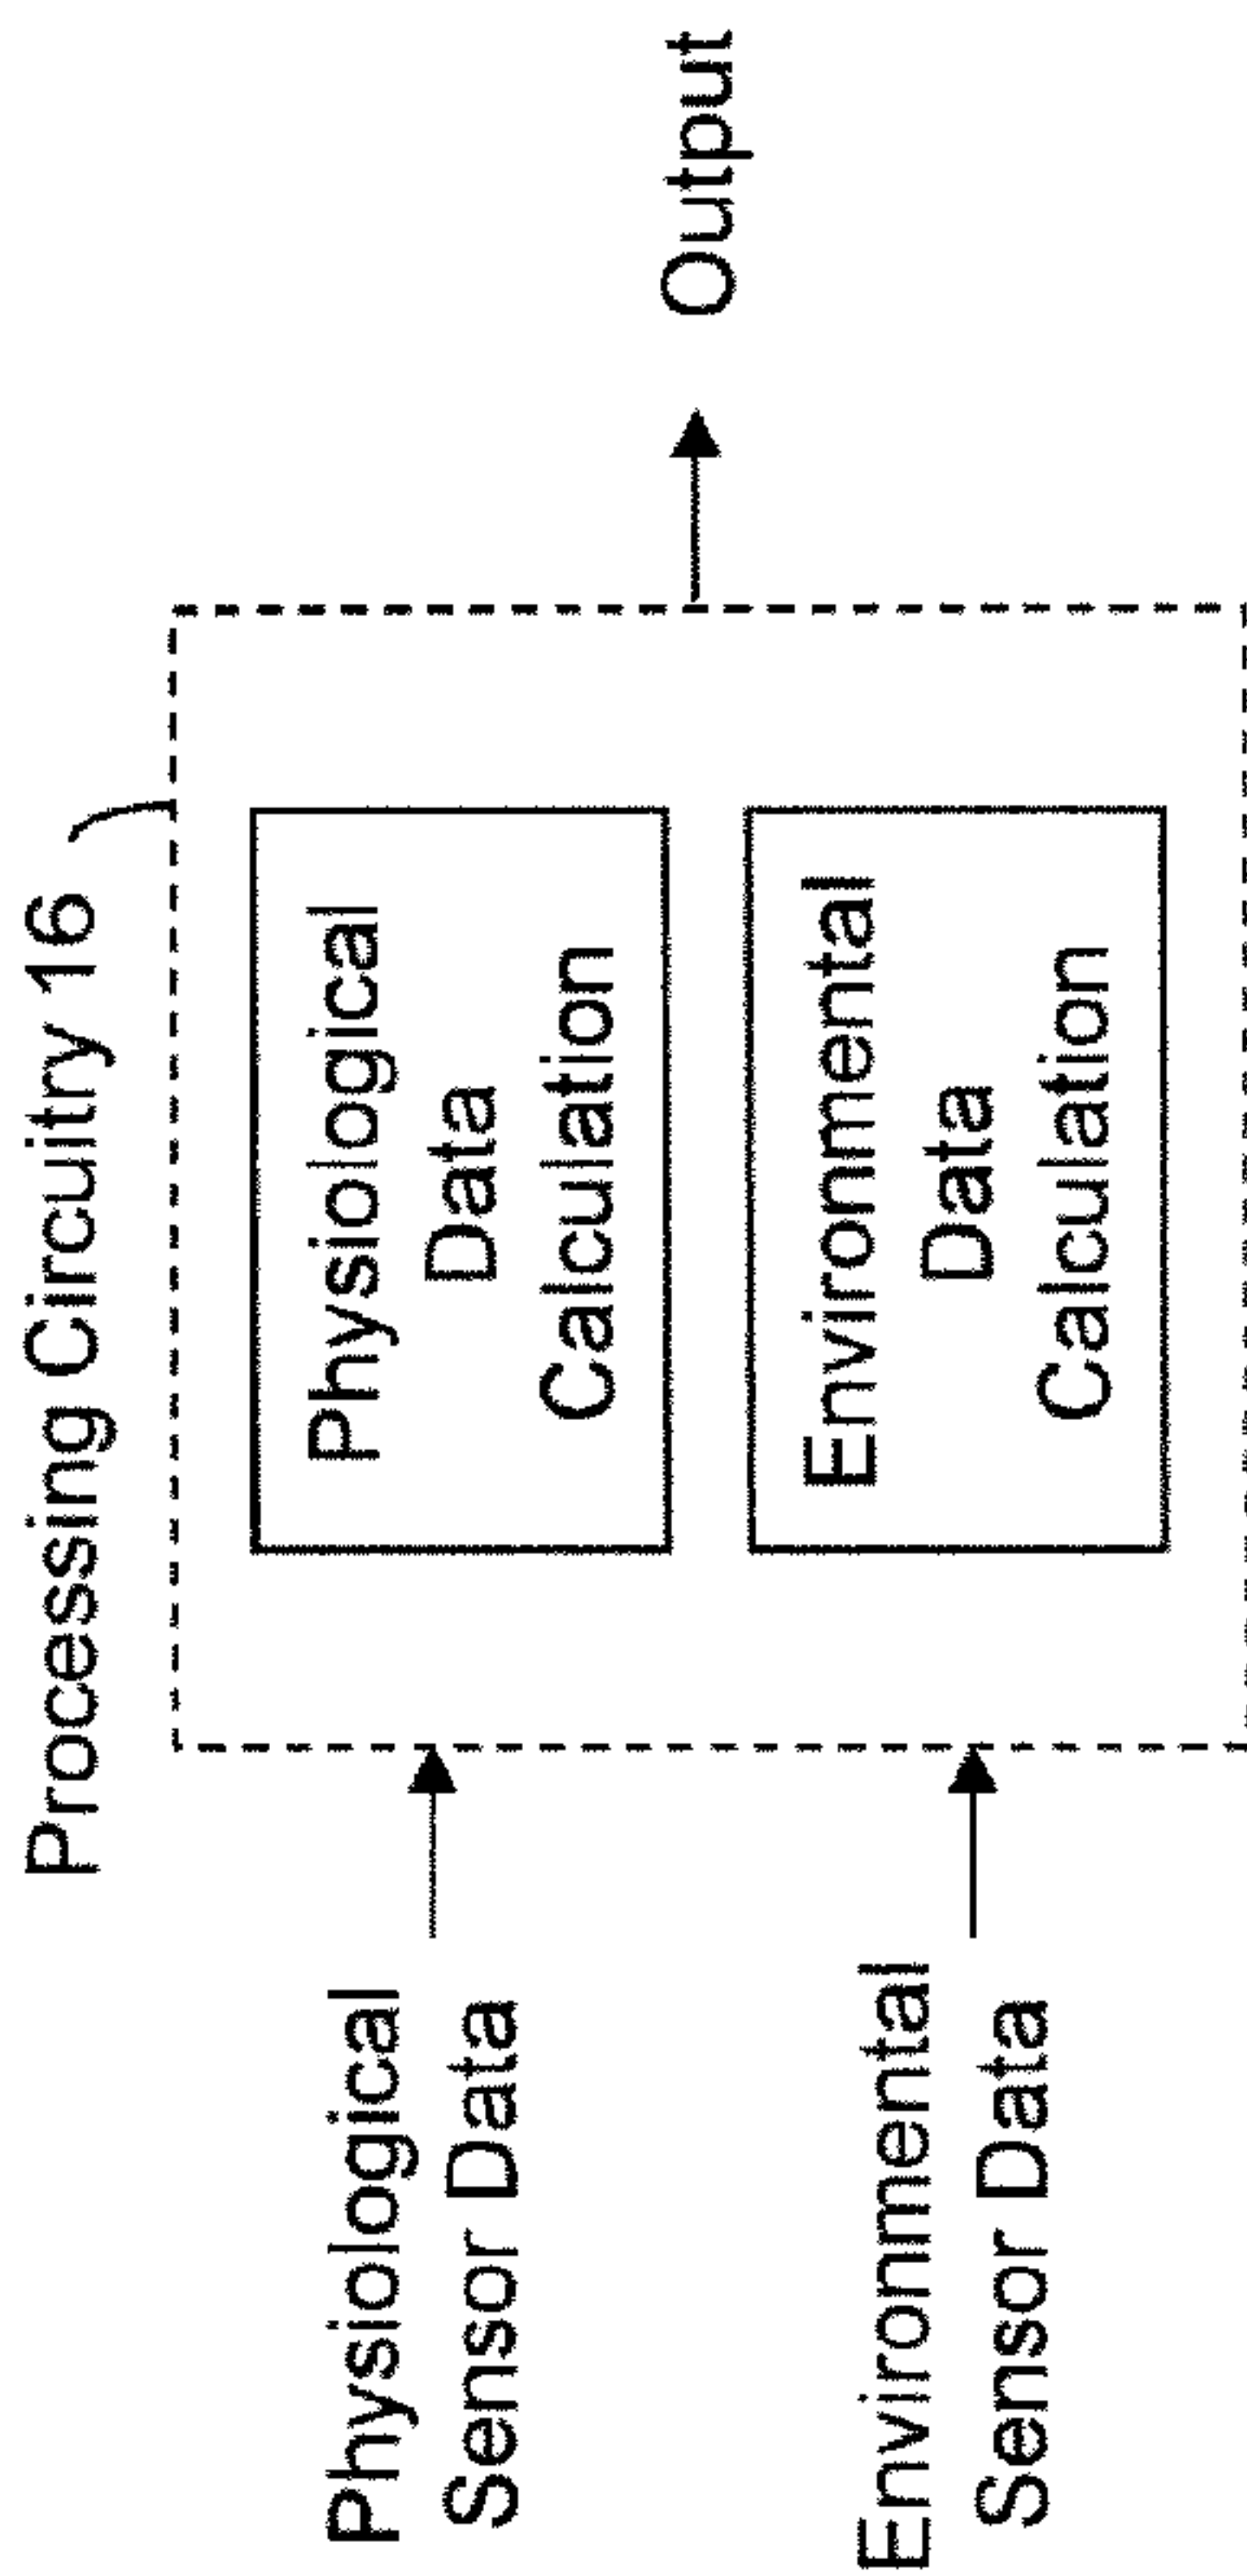 Processing Circuitry 16
Physiological
Sensor Data
Environmental
Sensor Data
Physiological
Data
Calculation
Environmental
Data
Calculation
Output